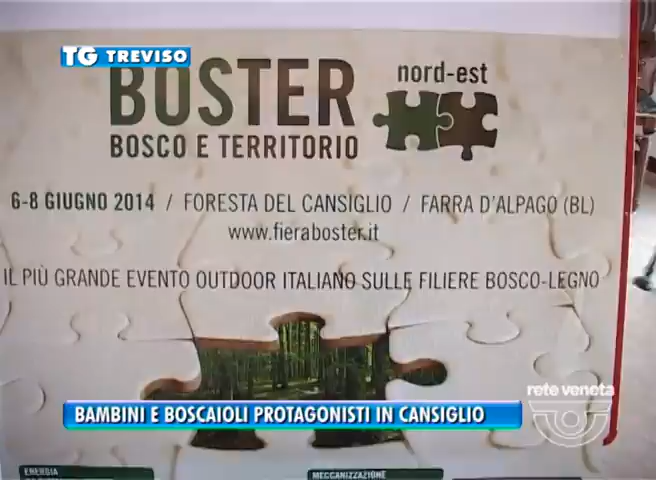 TG TREVISO
BOSTER
nord-est
BOSCO E TERRITORIO
6-8 GIUGNO 2014 / FORESTA DEL CANSIGLIO / FARRA D'ALPAGO (BL)
www.fieraboster.it
IL PIÙ GRANDE EVENTO OUTDOOR ITALIANO SULLE FILIERE BOSCO-LEGNO
rete veneta
BAMBINI E BOSCAIOLI PROTAGONISTI IN CANSIGLIO
ENERGIA
MECCANIZZAZIONE